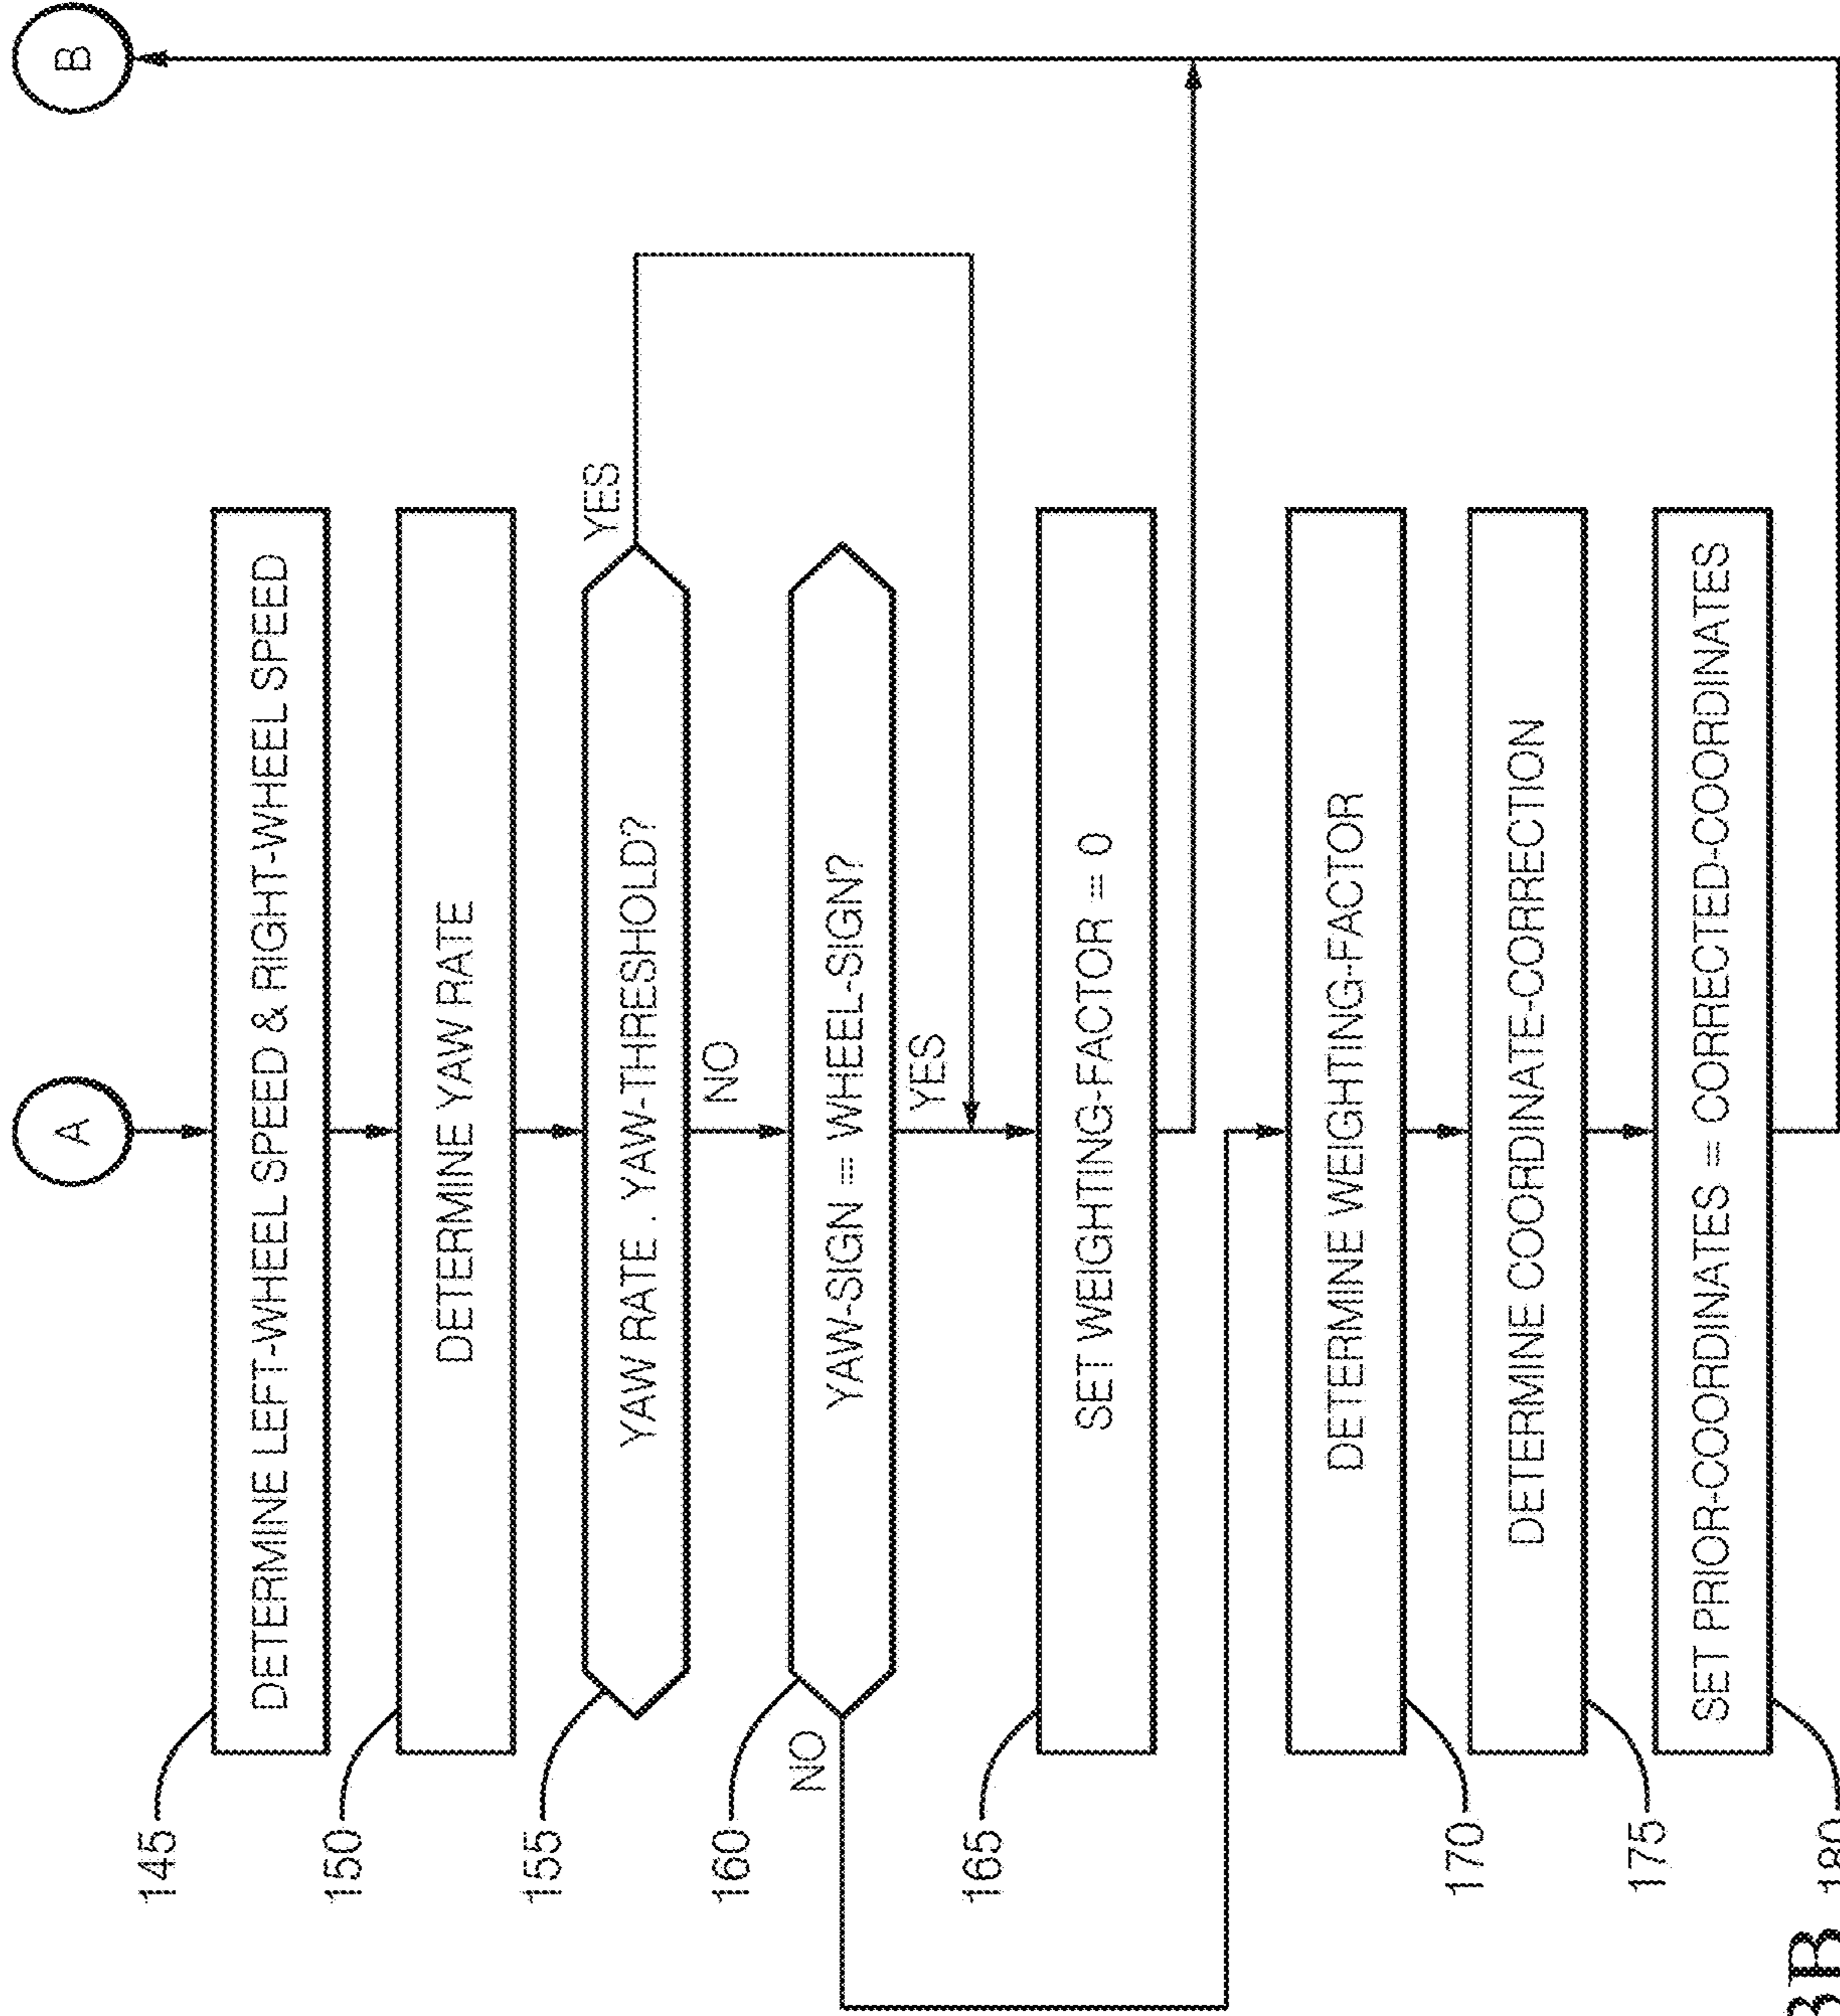 A
B
145
DETERMINE LEFT-WHEEL SPEED & RIGHT-WHEEL SPEED
150
DETERMINE YAW RATE
155
YAW RATE . YAW-THRESHOLD?
YES
NO
160
YAW-SIGN = WHEEL-SIGN?
NO
YES
165
SET WEIGHTING-FACTOR = 0
170
DETERMINE WEIGHTING-FACTOR
175
DETERMINE COORDINATE-CORRECTION
180
SET PRIOR-COORDINATES = CORRECTED-COORDINATES
3B